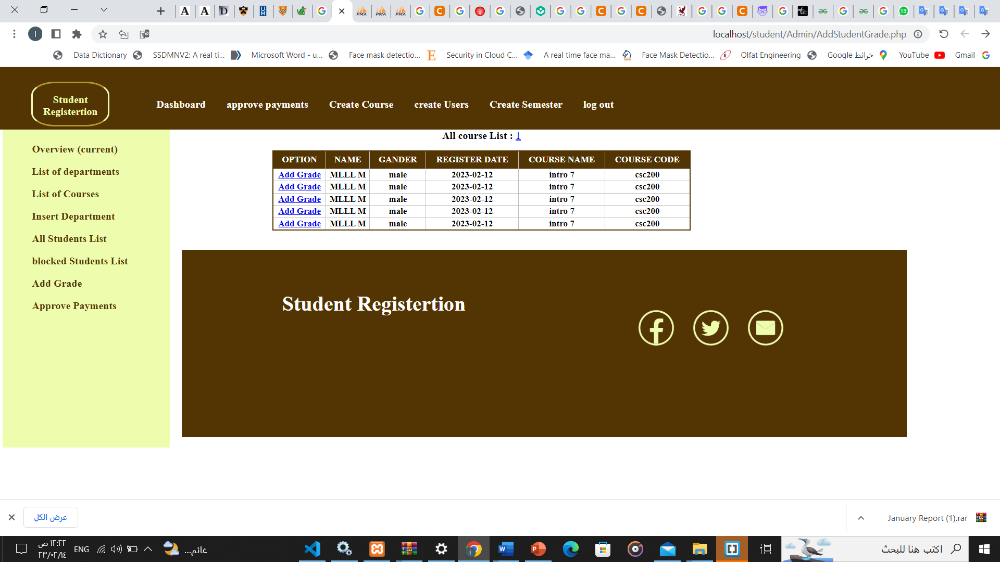 localhost/student/Admin/AddStudentGrade.php
Data Dictionary
SSDMNV2: A real ti...
Microsoft Word - u...
Face mask detectio...
Security in Cloud C...
A real time face ma...
Face Mask Detectio...
Olfat Engineering
خرائط Google
YouTube
Gmail
Student
Registertion
Dashboard
approve payments
Create Course
create Users
Create Semester
log out
Overview (current)
List of departments
List of Courses
Insert Department
All Students List
blocked Students List
Add Grade
Approve Payments
All course List : 1
OPTION NAME GANDER REGISTER DATE COURSE NAME COURSE CODE
Add Grade MLLL M male 2023-02-12 intro 7 csc200
Add Grade MLLL M male 2023-02-12 intro 7 csc200
Add Grade MLLL M male 2023-02-12 intro 7 csc200
Add Grade MLLL M male 2023-02-12 intro 7 csc200
Add Grade MLLL M male 2023-02-12 intro 7 csc200
Student Registertion
عرض الكل
January Report (1).rar
١٢:٢٢ ص
٢٣/٠٢/١٤
ENG
غائم...
اكتب هنا للبحث